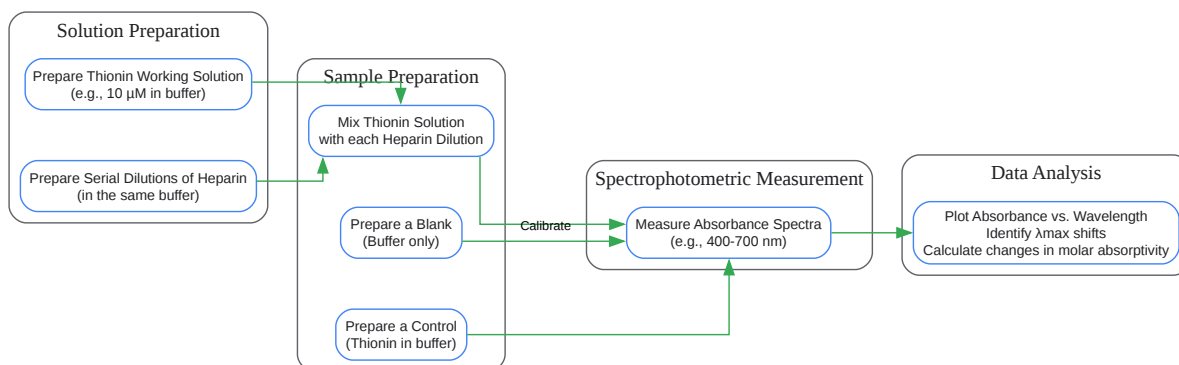 Solution Preparation
Prepare Thionin Working Solution
(e.g., 10 µM in buffer)
Prepare Serial Dilutions of Heparin
(in the same buffer)
Sample Preparation
Mix Thionin Solution
with each Heparin Dilution
Prepare a Blank
(Buffer only)
Prepare a Control
(Thionin in buffer)
Calibrate
Spectrophotometric Measurement
Measure Absorbance Spectra
(e.g., 400-700 nm)
Data Analysis
Plot Absorbance vs. Wavelength
Identify λmax shifts
Calculate changes in molar absorptivity